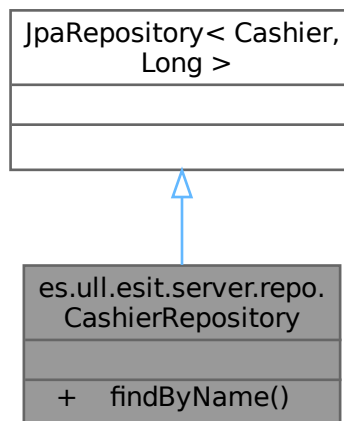 JpaRepository< Cashier,
Long >
es.ull.esit.server.repo.
CashierRepository
+ findByName()